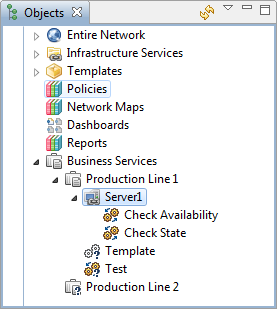 Objects
Entire Network
Infrastructure Services
Templates
Policies
Network Maps
Dashboards
Reports
Business Services
Production Line 1
Server1
Check Availability
Check State
Template
Test
Production Line 2